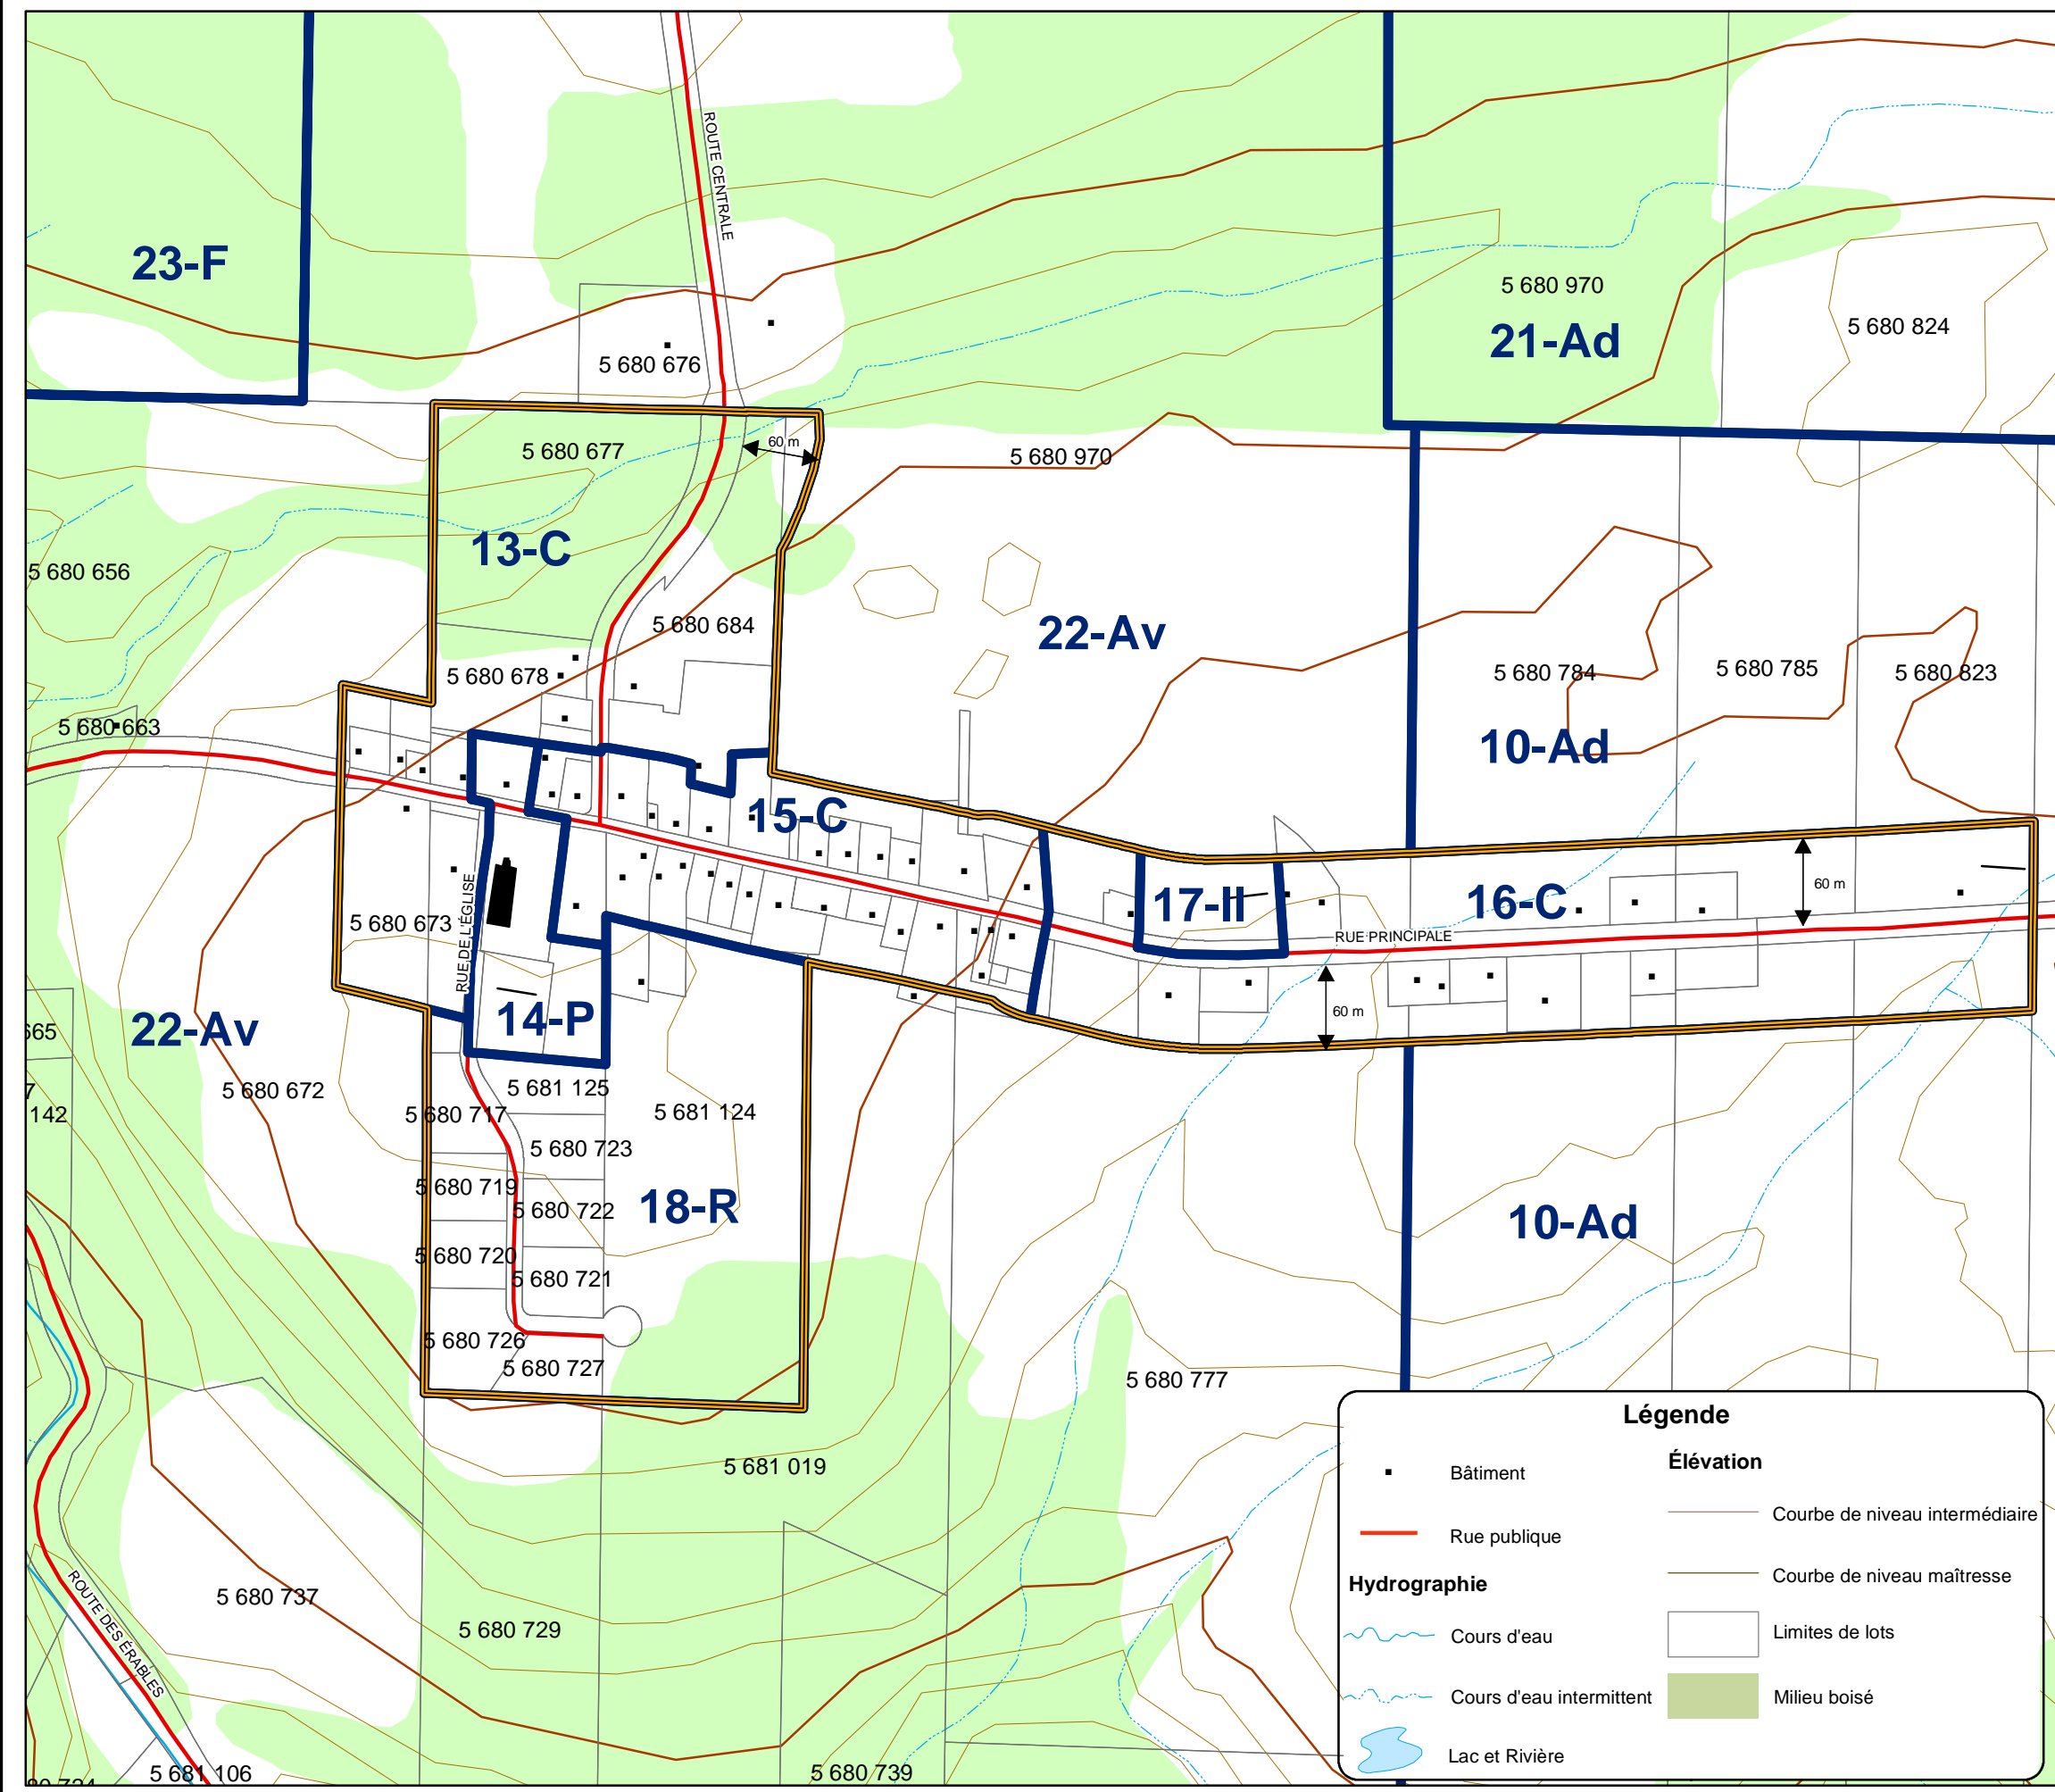 ROUTE CENTRALE
23-F
5 680 970
5 680 824
21-Ad
5 680 676
60 m
5 680 677
5 680 970
13-C
5 680 656
5 680 684
22-Av
5 680 678
5 680 784
5 680 785
5 680 823
5 680 663
10-Ad
15-C
17-II
16-C
60 m
5 680 673
RUE DE L'ÉGLISE
RUE PRINCIPALE
14-P
60 m
22-Av
665
5 680 672
7
142
5 681 125
5 680 717
5 681 124
5 680 723
5 680 719
18-R
5 680 722
10-Ad
5 680 720
5 680 721
5 680 726
5 680 727
5 680 777
5 681 019
5 680 737
5 680 729
ROUTE DES ÉRABLES
5 681 106
5 680 739
Légende
Bâtiment
Rue publique
Hydrographie
Cours d'eau
Cours d'eau intermittent
Lac et Rivière
Élévation
Courbe de niveau intermédiaire
Courbe de niveau maîtresse
Limites de lots
Milieu boisé